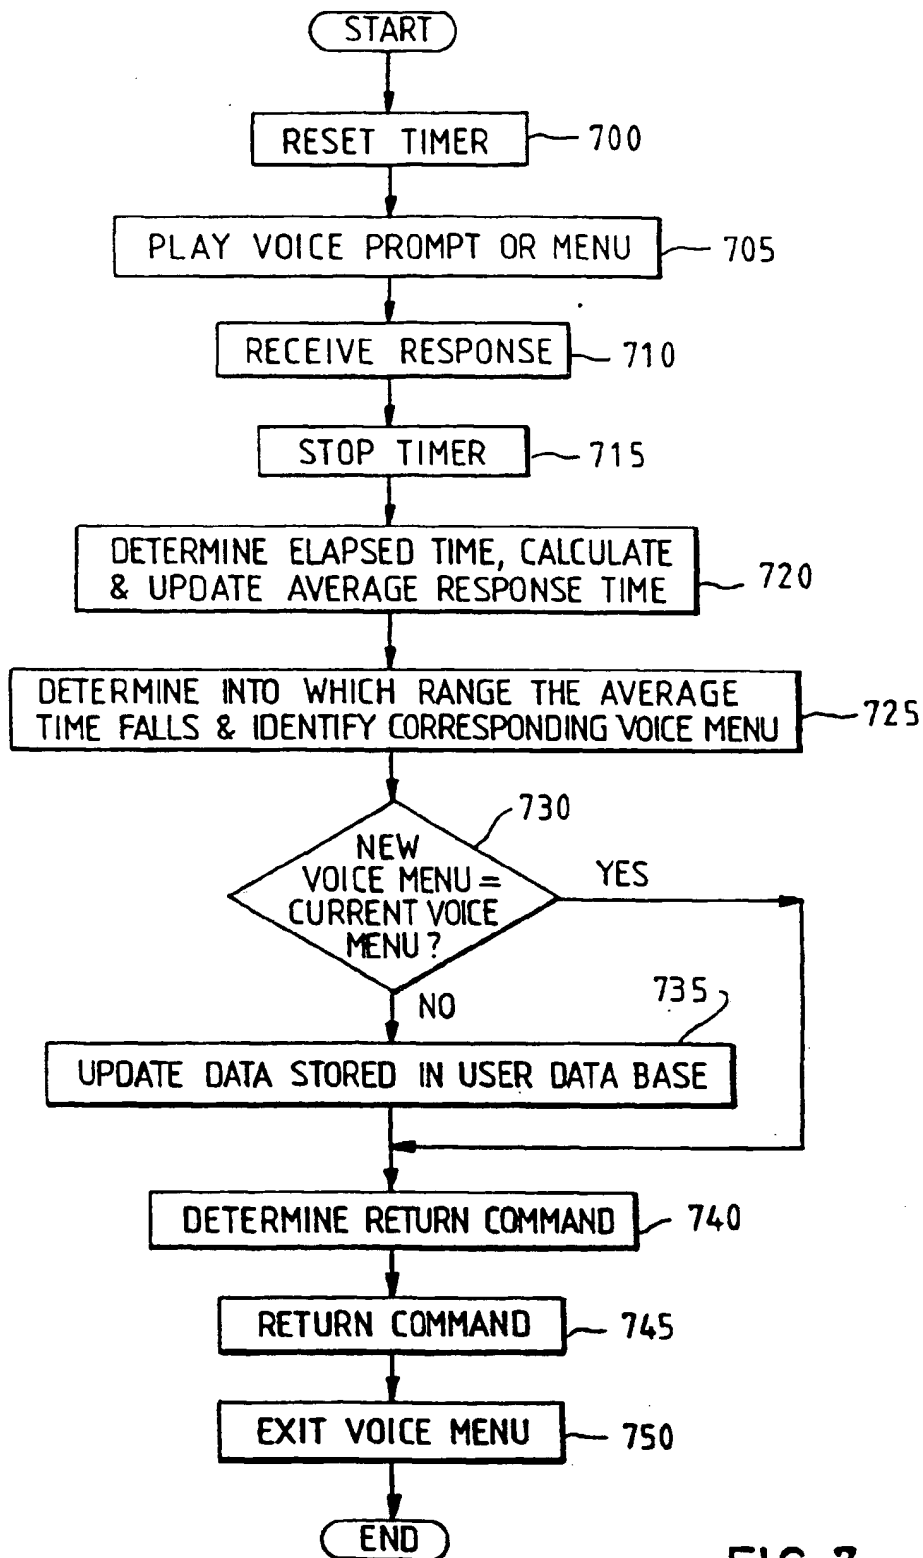 START
RESET TIMER
700
PLAY VOICE PROMPT OR MENU
705
RECEIVE RESPONSE
710
STOP TIMER
715
DETERMINE ELAPSED TIME, CALCULATE
& UPDATE AVERAGE RESPONSE TIME
720
DETERMINE INTO WHICH RANGE THE AVERAGE
TIME FALLS & IDENTIFY CORRESPONDING VOICE MENU
725
730
NEW
VOICE MENU =
CURRENT VOICE
MENU ?
YES
NO
735
UPDATE DATA STORED IN USER DATA BASE
DETERMINE RETURN COMMAND
740
RETURN COMMAND
745
EXIT VOICE MENU
750
END
FIG. 7